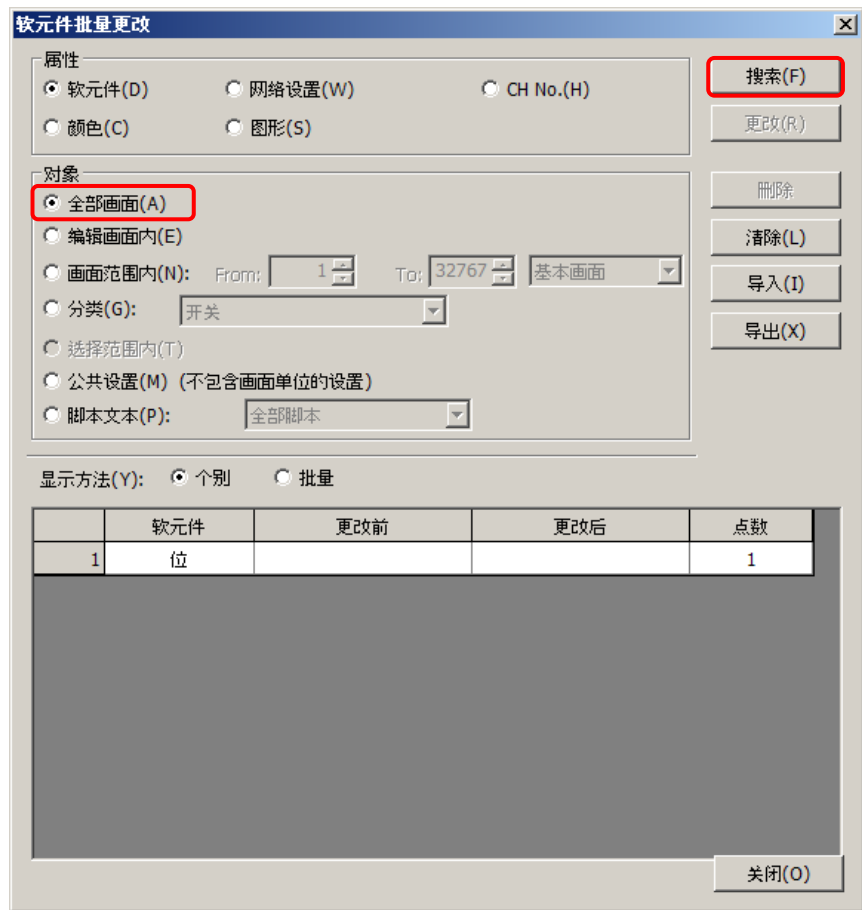 软元件批量更改
属性
软元件(D) 网络设置(W) CH No.(H)
颜色(C) 图形(S)
搜索(F)
更改(R)
对象
全部画面(A)
编辑画面内(E)
画面范围内(N): From: 1 To: 32767 基本画面
分类(G): 开关
选择范围内(T)
公共设置(M) (不包含画面单位的设置)
脚本文本(P): 全部脚本
删除
清除(L)
导入(I)
导出(X)
显示方法(Y): 个别 批量
软元件 更改前 更改后 点数
1 位 1
关闭(O)